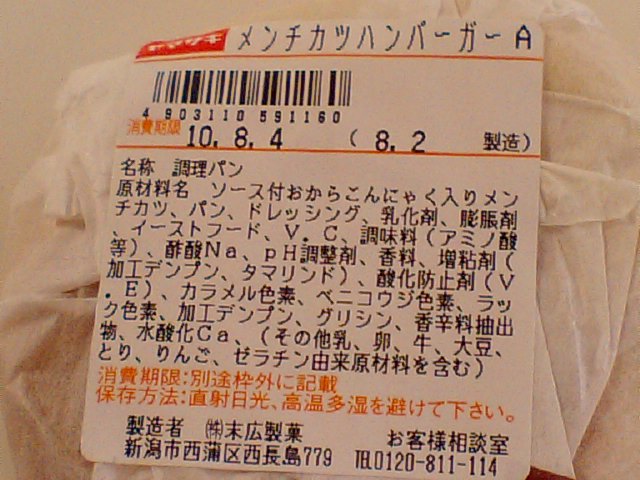 ヤマザキ メンチカツハンバーガーA
4 903110 591160
消費期限 10.8.4 ( 8.2 製造)
名称 調理パン
原材料名 ソース付おからこんにゃく入りメン
チカツ、パン、ドレッシング、乳化剤、膨脹剤
、イーストフード、V.C、調味料(アミノ酸
等)、酢酸Na、pH調整剤、香料、増粘剤(
加工デンプン、タマリンド)、酸化防止剤(V
.E)、カラメル色素、ベニコウジ色素、ラッ
ク色素、加工デンプン、グリシン、香辛料抽出
物、水酸化Ca、(その他乳、卵、牛、大豆、
とり、りんご、ゼラチン由来原材料を含む)
消費期限:別途枠外に記載
保存方法:直射日光、高温多湿を避けて下さい。
製造者 ㈱末広製菓 お客様相談室
新潟市西蒲区西長島779 ℡0120-811-114